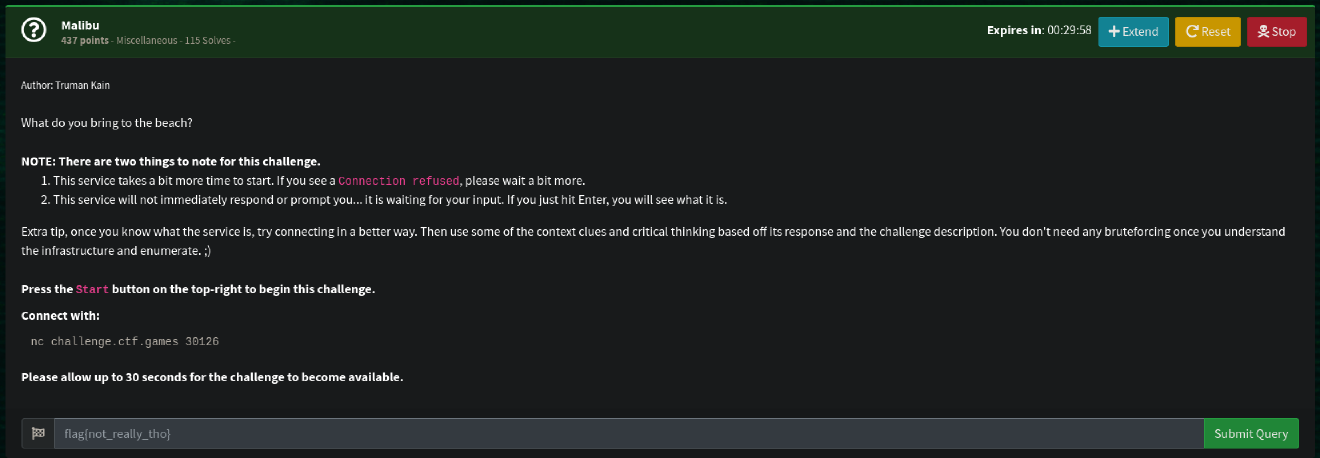 Malibu
437 points - Miscellaneous - 115 Solves -
Expires in: 00:29:58
Extend
Reset
Stop
Author: Truman Kain
What do you bring to the beach?
NOTE: There are two things to note for this challenge.
1. This service takes a bit more time to start. If you see a Connection refused, please wait a bit more.
2. This service will not immediately respond or prompt you... it is waiting for your input. If you just hit Enter, you will see what it is.
Extra tip, once you know what the service is, try connecting in a better way. Then use some of the context clues and critical thinking based off its response and the challenge description. You don't need any bruteforcing once you understand
the infrastructure and enumerate. ;)
Press the Start button on the top-right to begin this challenge.
Connect with:
nc challenge.ctf.games 30126
Please allow up to 30 seconds for the challenge to become available.
flag{not_really_tho}
Submit Query